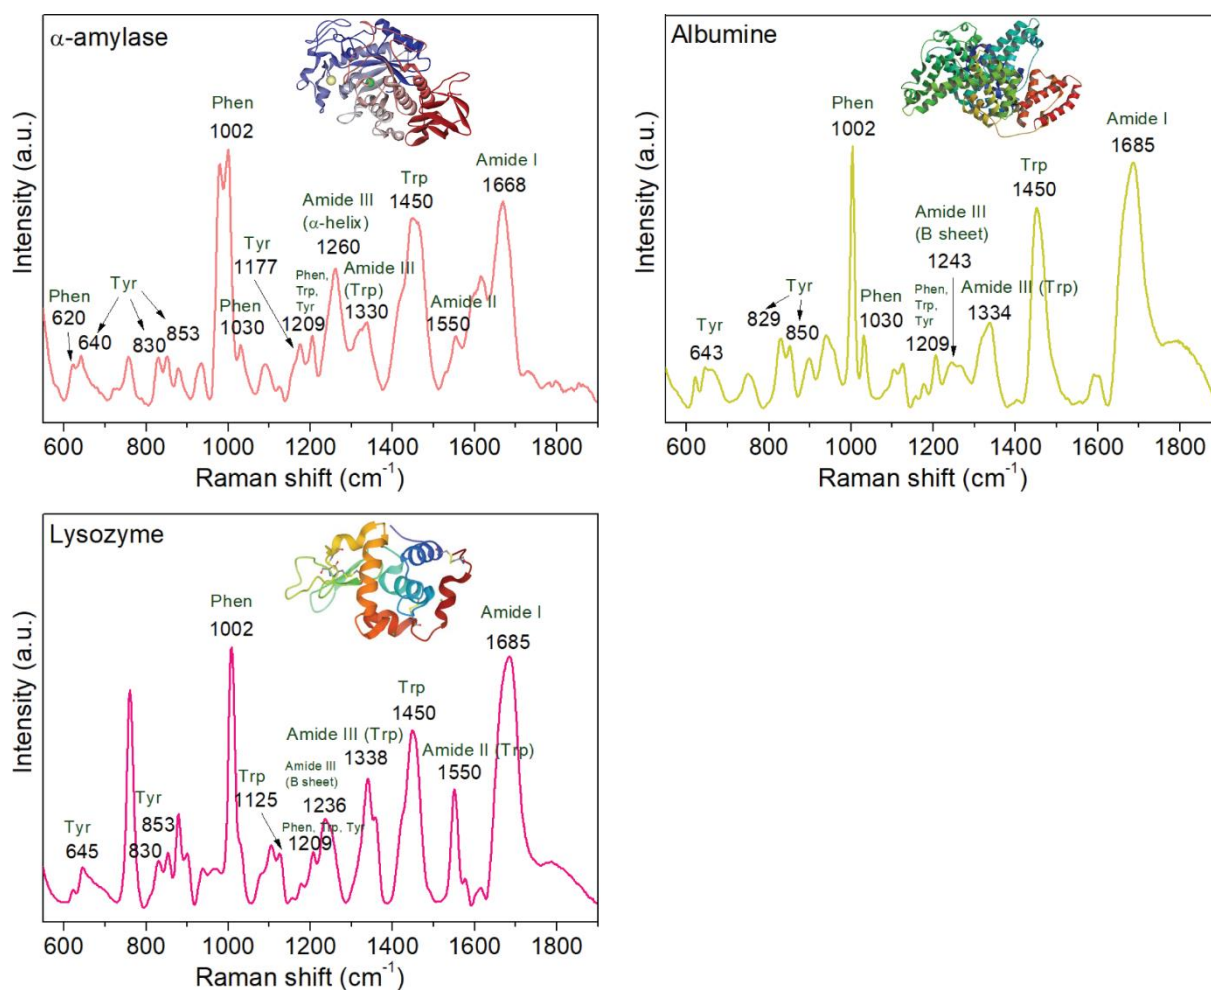 α-amylase
Phen
1002
Amide I
1668
Trp
1450
Amide III
(α-helix)
1260
Tyr
1177
Phen,
Trp,
Tyr
1209
Amide III
(Trp)
1330
Amide II
1550
Phen
1030
Phen
620
Tyr
640
830
853
Intensity (a.u.)
600 800 1000 1200 1400 1600 1800
Raman shift (cm⁻¹)
Albumine
Phen
1002
Amide I
1685
Trp
1450
Amide III
(B sheet)
1243
Tyr
829
850
Phen
1030
Phen,
Trp,
Tyr
1209
Amide III (Trp)
1334
Tyr
643
Intensity (a.u.)
600 800 1000 1200 1400 1600 1800
Raman shift (cm⁻¹)
Lysozyme
Phen
1002
Amide I
1685
Trp
1450
Amide III (Trp)
1338
Amide II (Trp)
1550
Amide III
(B sheet)
1236
Trp
1125
Phen, Trp, Tyr
1209
Tyr
853
830
Tyr
645
Intensity (a.u.)
600 800 1000 1200 1400 1600 1800
Raman shift (cm⁻¹)